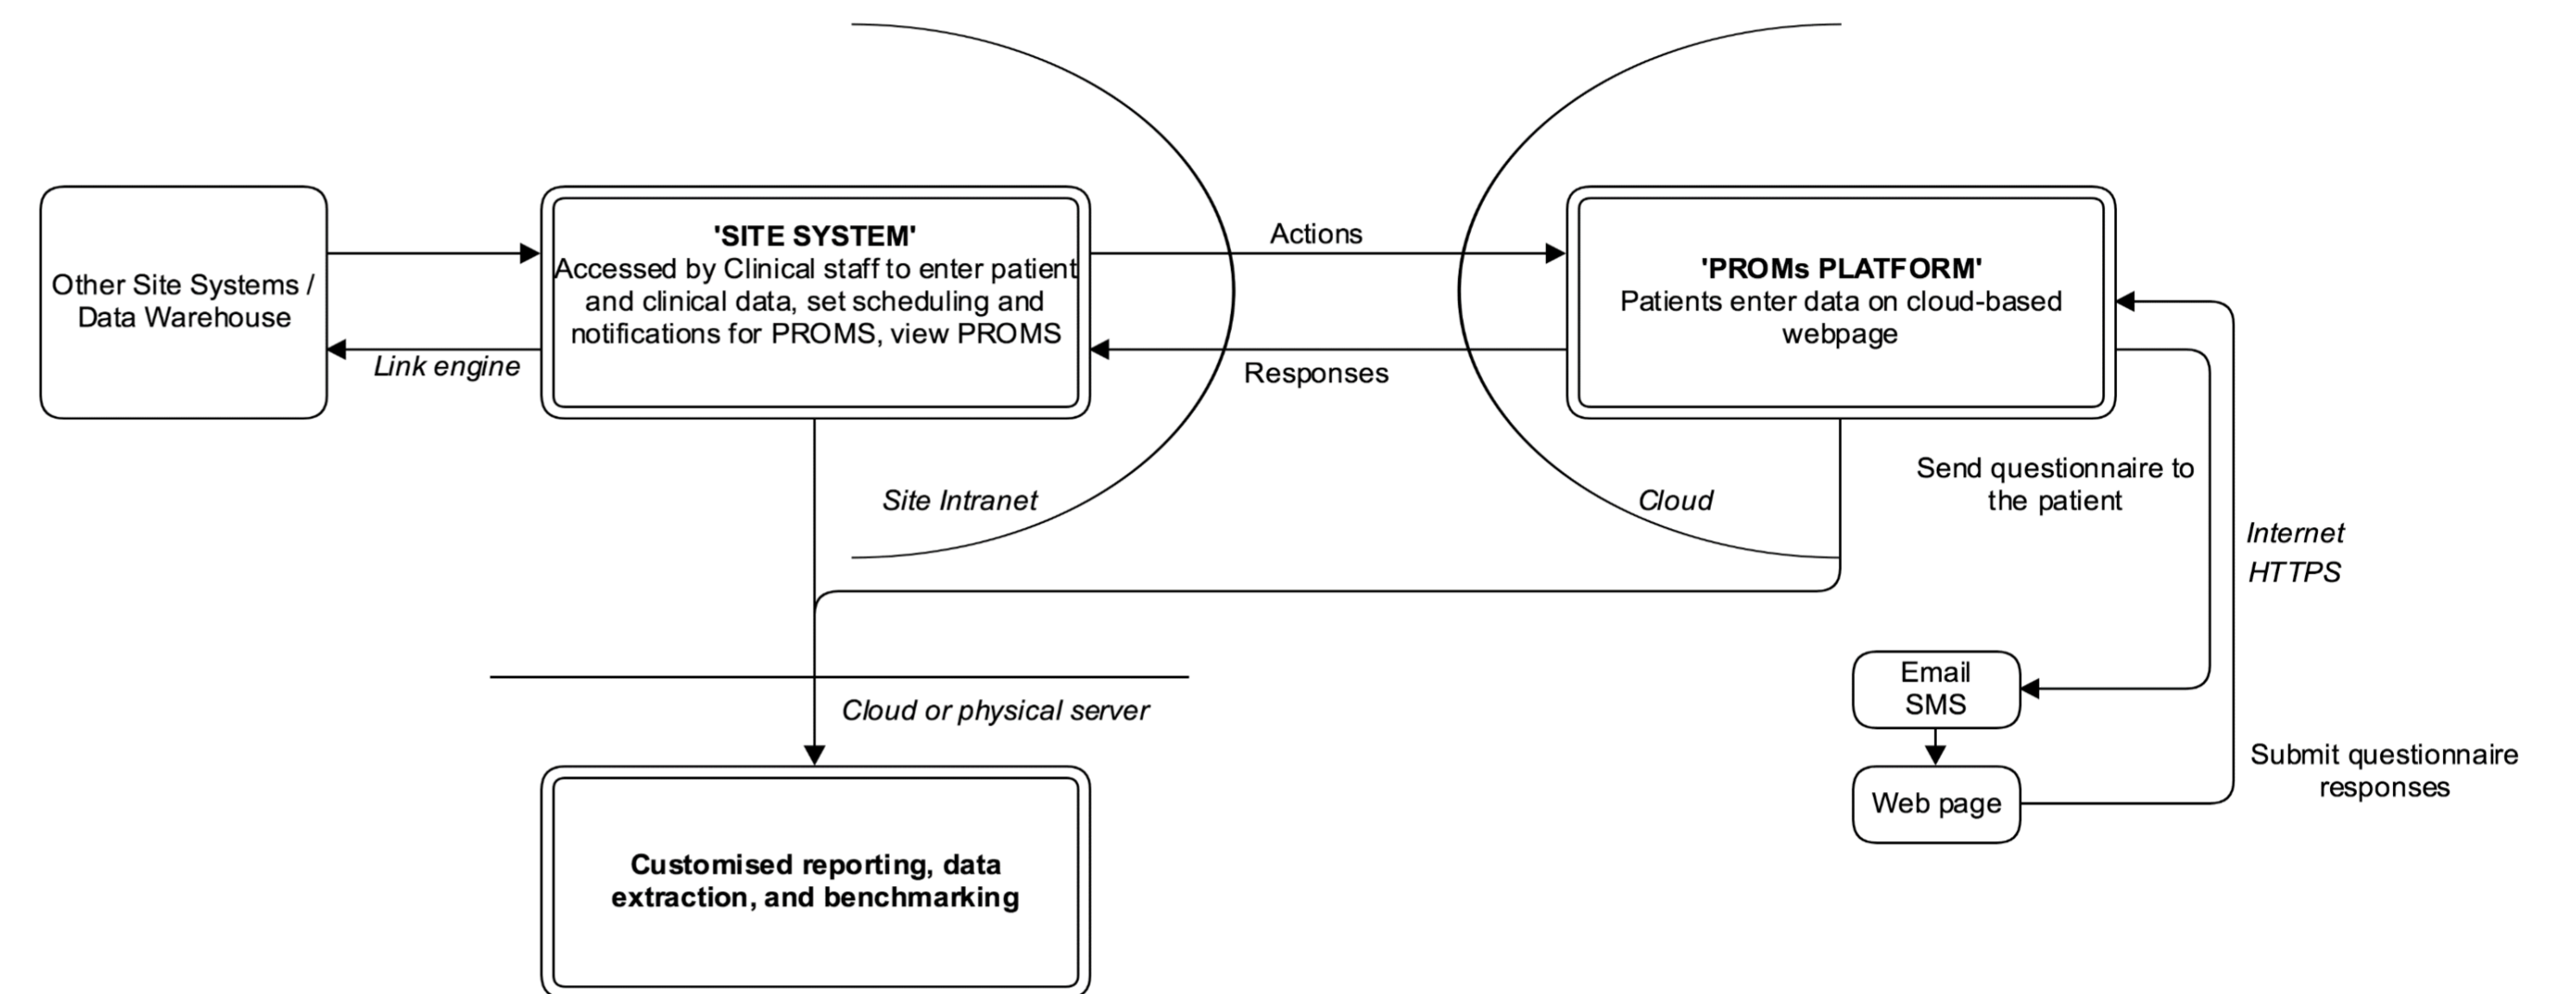 Other Site Systems /
Data Warehouse
Link engine
'SITE SYSTEM'
Accessed by Clinical staff to enter patient
and clinical data, set scheduling and
notifications for PROMS, view PROMS
Actions
Responses
'PROMs PLATFORM'
Patients enter data on cloud-based
webpage
Site Intranet
Cloud
Send questionnaire to
the patient
Internet
HTTPS
Email
SMS
Web page
Submit questionnaire
responses
Cloud or physical server
Customised reporting, data
extraction, and benchmarking